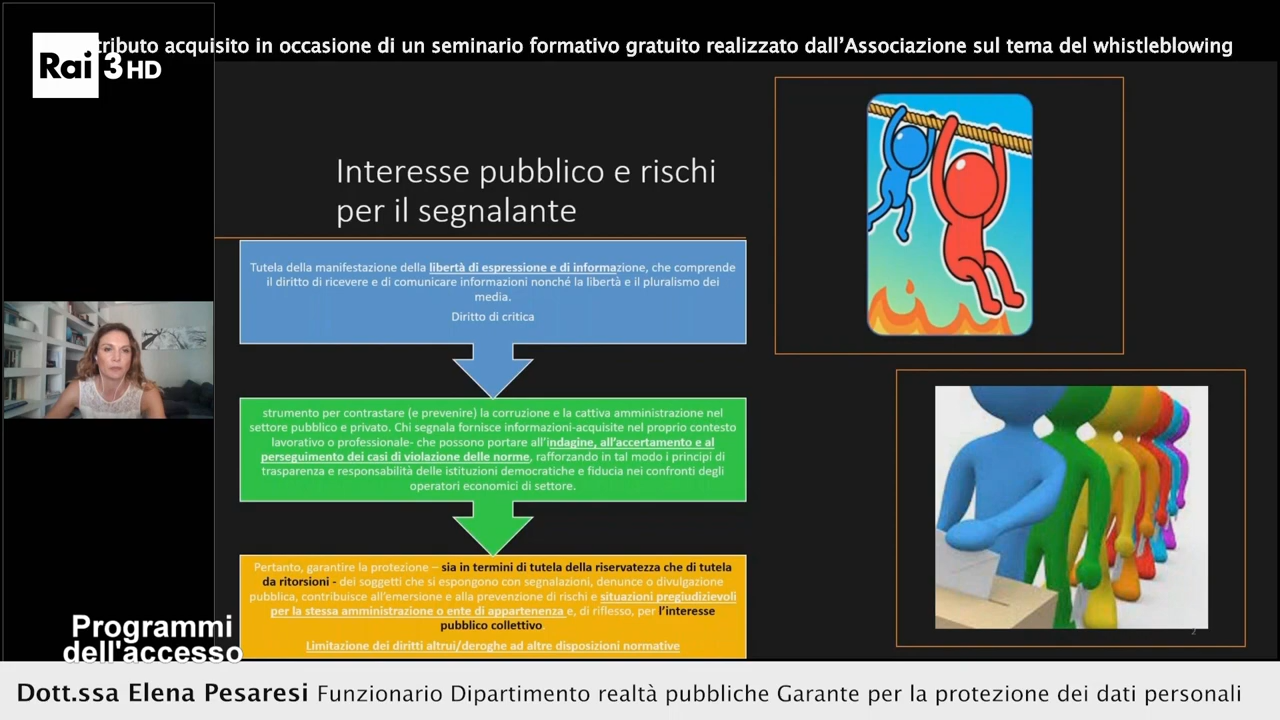 tributo acquisito in occasione di un seminario formativo gratuito realizzato dall'Associazione sul tema del whistleblowing
Rai 3 HD
Interesse pubblico e rischi
per il segnalante
Tutela della manifestazione della libertà di espressione e di informazione, che comprende
il diritto di ricevere e di comunicare informazioni nonché la libertà e il pluralismo dei
media.
Diritto di critica
strumento per contrastare (e prevenire) la corruzione e la cattiva amministrazione nel
settore pubblico e privato. Chi segnala fornisce informazioni-acquisite nel proprio contesto
lavorativo o professionale- che possono portare all'indagine, all'accertamento e al
perseguimento dei casi di violazione delle norme, rafforzando in tal modo i principi di
trasparenza e responsabilità delle istituzioni democratiche e fiducia nei confronti degli
operatori economici di settore.
Pertanto, garantire la protezione – sia in termini di tutela della riservatezza che di tutela
da ritorsioni - dei soggetti che si espongono con segnalazioni, denunce o divulgazione
pubblica, contribuisce all'emersione e alla prevenzione di rischi e situazioni pregiudizievoli
per la stessa amministrazione o ente di appartenenza e, di riflesso, per l'interesse
pubblico collettivo
Limitazione dei diritti altrui/deroghe ad altre disposizioni normative
2
Programmi
dell'accesso
Dott.ssa Elena Pesaresi Funzionario Dipartimento realtà pubbliche Garante per la protezione dei dati personali